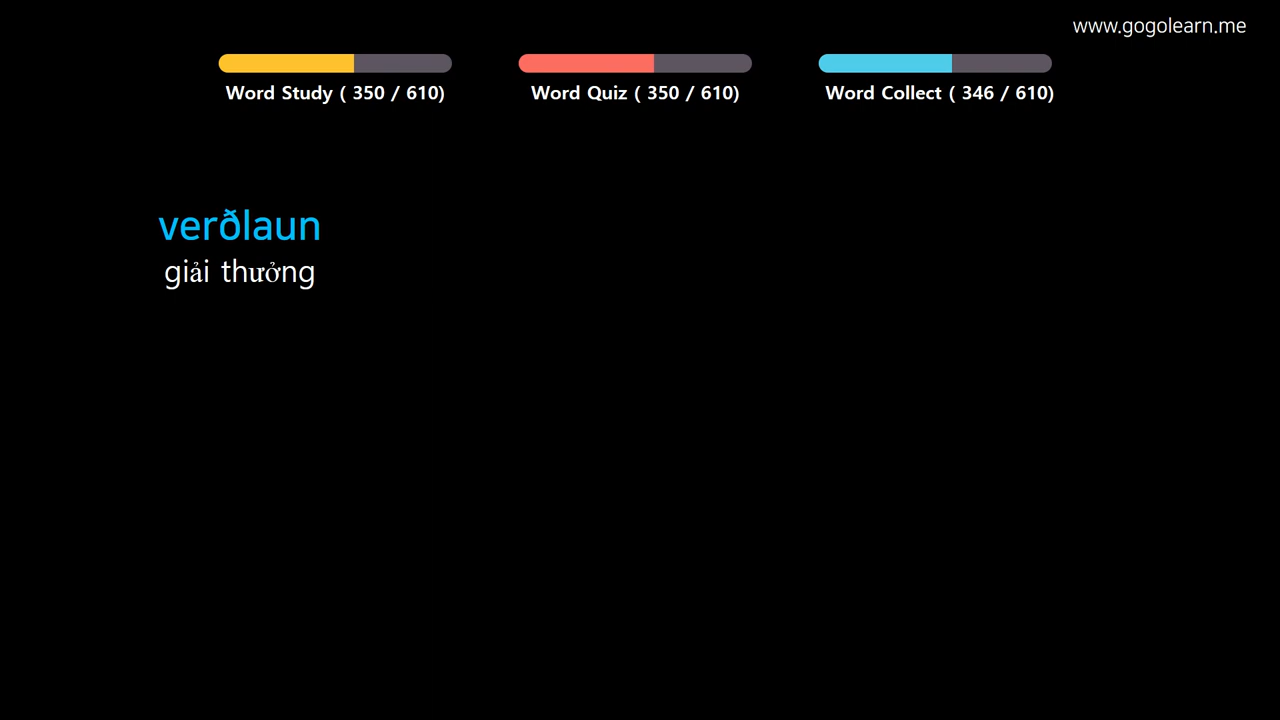 www.gogolearn.me
Word Study ( 350 / 610)
Word Quiz ( 350 / 610)
Word Collect ( 346 / 610)
verðlaun
giải thưởng